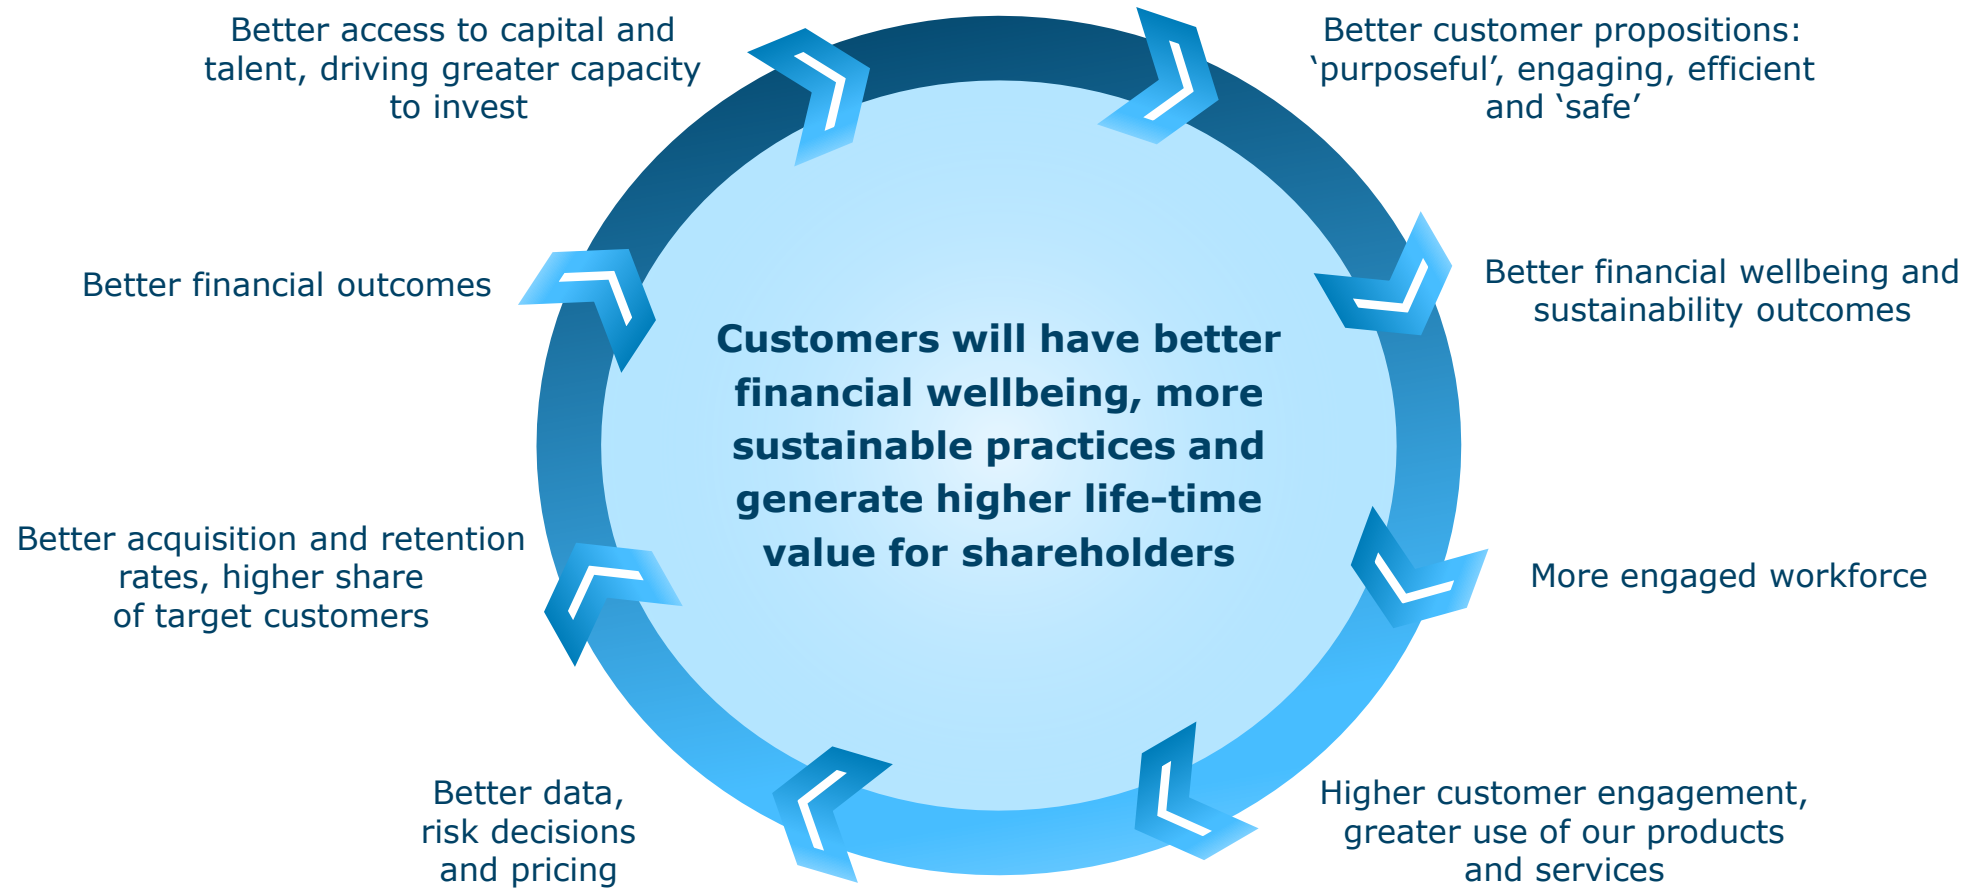 Better access to capital and
talent, driving greater capacity
to invest
Better customer propositions:
‘purposeful’, engaging, efficient
and ‘safe’
Better financial wellbeing and
sustainability outcomes
More engaged workforce
Higher customer engagement,
greater use of our products
and services
Better data,
risk decisions
and pricing
Better acquisition and retention
rates, higher share
of target customers
Better financial outcomes
Customers will have better
financial wellbeing, more
sustainable practices and
generate higher life-time
value for shareholders